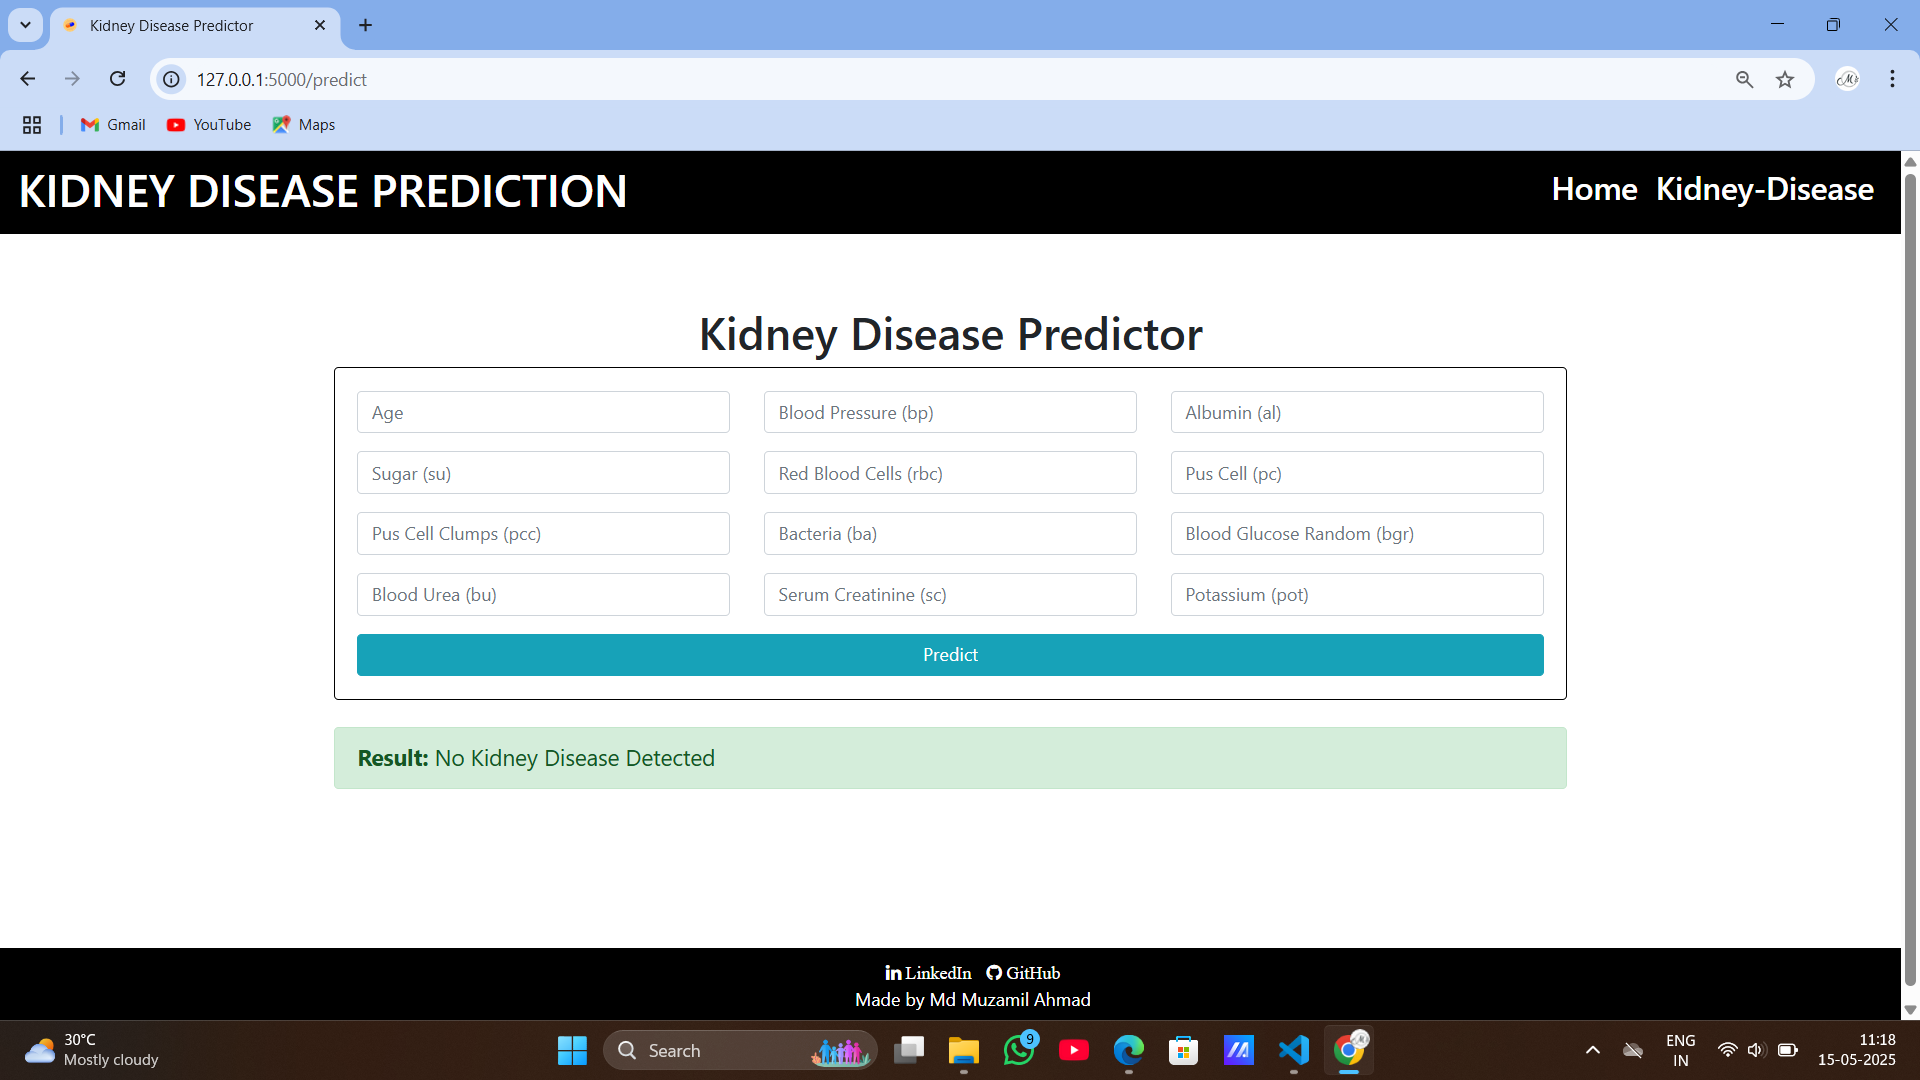 Kidney Disease Predictor
127.0.0.1:5000/predict
Gmail YouTube Maps
KIDNEY DISEASE PREDICTION Home Kidney-Disease
Kidney Disease Predictor
Age Blood Pressure (bp) Albumin (al)
Sugar (su) Red Blood Cells (rbc) Pus Cell (pc)
Pus Cell Clumps (pcc) Bacteria (ba) Blood Glucose Random (bgr)
Blood Urea (bu) Serum Creatinine (sc) Potassium (pot)
Predict
Result: No Kidney Disease Detected
LinkedIn GitHub
Made by Md Muzamil Ahmad
30°C
Mostly cloudy
Search
9
ENG
IN
11:18
15-05-2025